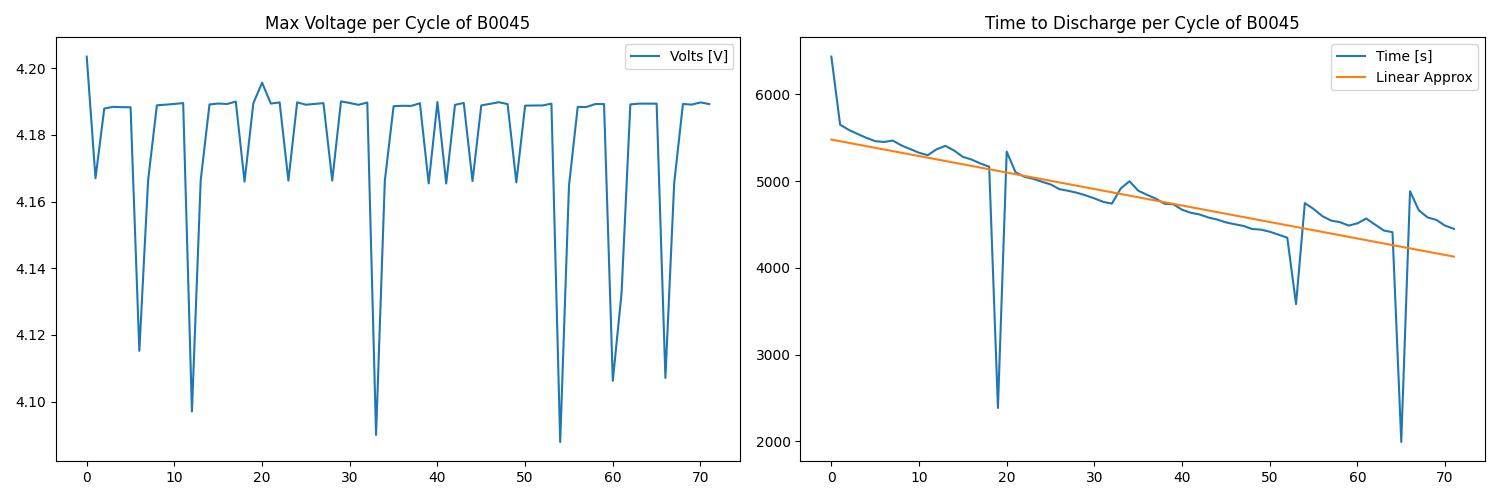 Max Voltage per Cycle of B0045
Volts [V]
4.20
4.18
4.16
4.14
4.12
4.10
0 10 20 30 40 50 60 70
Time to Discharge per Cycle of B0045
Time [s]
Linear Approx
6000
5000
4000
3000
2000
0 10 20 30 40 50 60 70